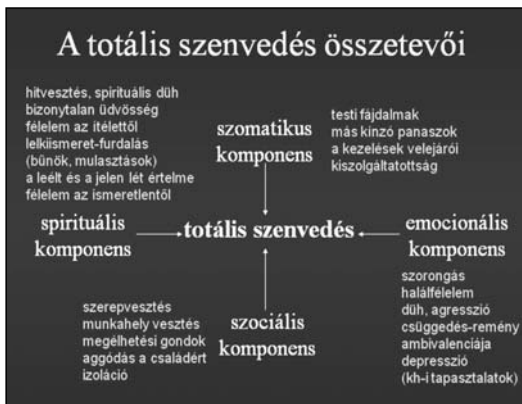 A totális szenvedés összetevői
hitvesztés, spirituális düh
bizonytalan üdvösség
félelem az ítélettől
lelkiismeret-furdalás
(bűnök, mulasztások)
a leélt és a jelen lét értelme
félelem az ismeretlentől
szomatikus
komponens
testi fájdalmak
más kínzó panaszok
a kezelések velejárói
kiszolgáltatottság
spirituális
komponens
totális szenvedés
emocionális
komponens
szerepvesztés
munkahely vesztés
megélhetési gondok
aggódás a családért
izoláció
szociális
komponens
szorongás
halálfélelem
düh, agresszió
csüggedés-remény
ambivalenciája
depresszió
(kh-i tapasztalatok)